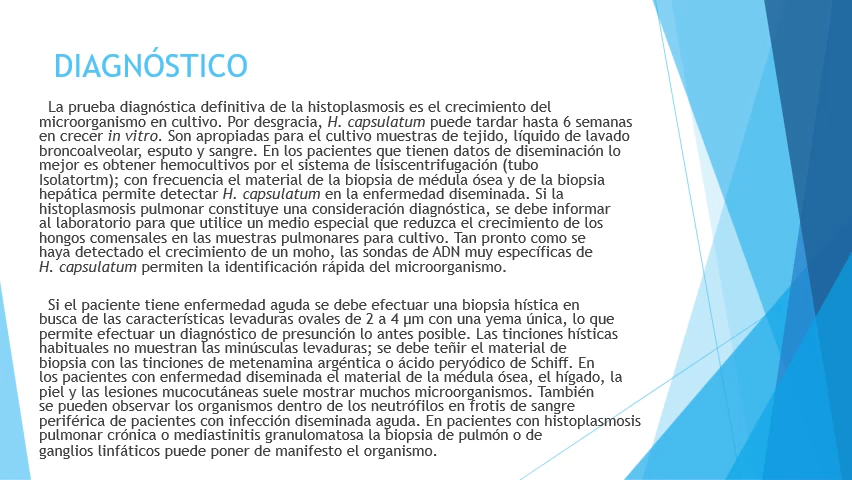 DIAGNÓSTICO
La prueba diagnóstica definitiva de la histoplasmosis es el crecimiento del
microorganismo en cultivo. Por desgracia, H. capsulatum puede tardar hasta 6 semanas
en crecer in vitro. Son apropiadas para el cultivo muestras de tejido, líquido de lavado
broncoalveolar, esputo y sangre. En los pacientes que tienen datos de diseminación lo
mejor es obtener hemocultivos por el sistema de lisiscentrifugación (tubo
Isolatortm); con frecuencia el material de la biopsia de médula ósea y de la biopsia
hepática permite detectar H. capsulatum en la enfermedad diseminada. Si la
histoplasmosis pulmonar constituye una consideración diagnóstica, se debe informar
al laboratorio para que utilice un medio especial que reduzca el crecimiento de los
hongos comensales en las muestras pulmonares para cultivo. Tan pronto como se
haya detectado el crecimiento de un moho, las sondas de ADN muy específicas de
H. capsulatum permiten la identificación rápida del microorganismo.
Si el paciente tiene enfermedad aguda se debe efectuar una biopsia hística en
busca de las características levaduras ovales de 2 a 4 µm con una yema única, lo que
permite efectuar un diagnóstico de presunción lo antes posible. Las tinciones hísticas
habituales no muestran las minúsculas levaduras; se debe teñir el material de
biopsia con las tinciones de metenamina argéntica o ácido peryódico de Schiff. En
los pacientes con enfermedad diseminada el material de la médula ósea, el hígado, la
piel y las lesiones mucocutáneas suele mostrar muchos microorganismos. También
se pueden observar los organismos dentro de los neutrófilos en frotis de sangre
periférica de pacientes con infección diseminada aguda. En pacientes con histoplasmosis
pulmonar crónica o mediastinitis granulomatosa la biopsia de pulmón o de
ganglios linfáticos puede poner de manifesto el organismo.